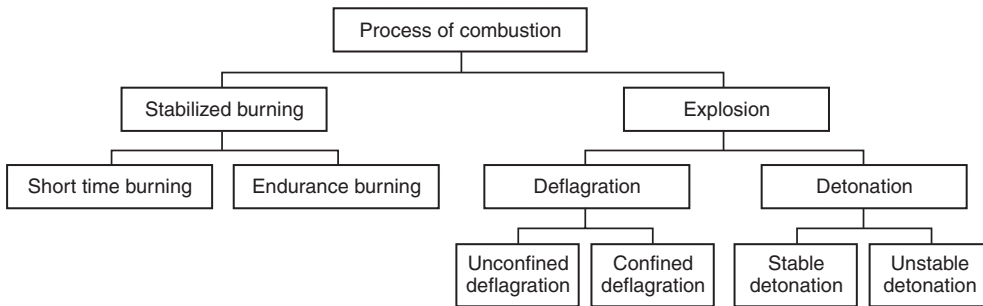 Process of combustion
Stabilized burning
Explosion
Short time burning
Endurance burning
Deflagration
Detonation
Unconfined
deflagration
Confined
deflagration
Stable
detonation
Unstable
detonation